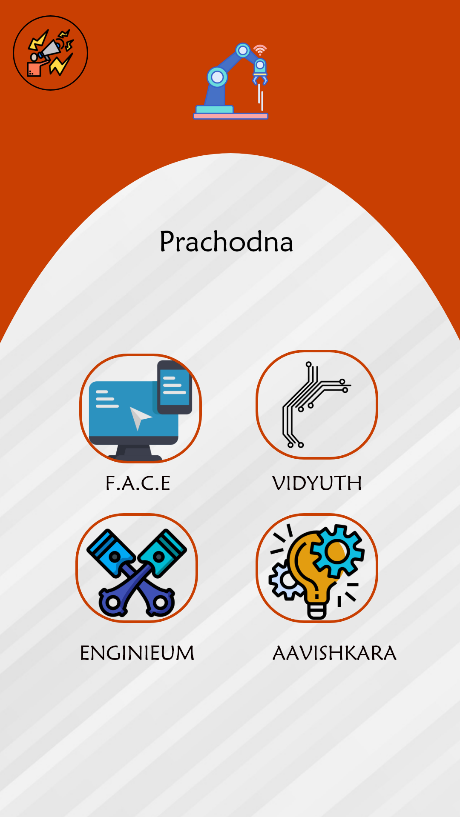 Prachodna
F.A.C.E
VIDYUTH
ENGINIEUM
AAVISHKARA